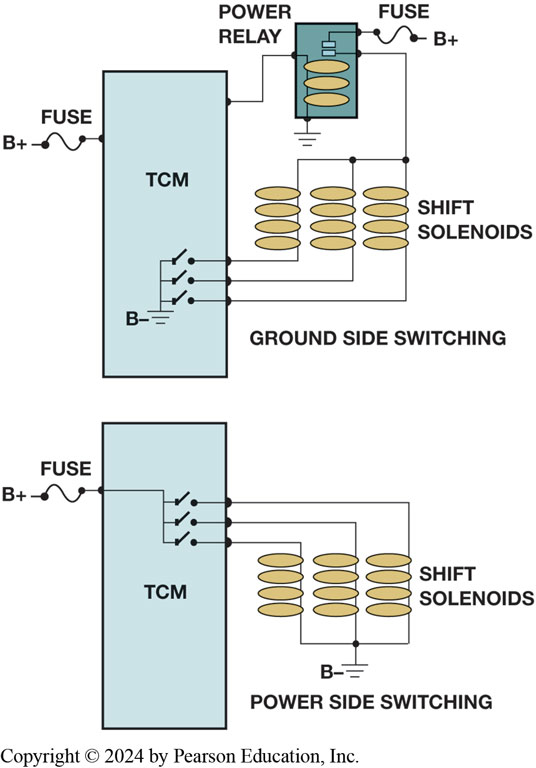 POWER
RELAY
FUSE
B+
FUSE
B+
TCM
SHIFT
SOLENOIDS
B–
GROUND SIDE SWITCHING
FUSE
B+
TCM
SHIFT
SOLENOIDS
B–
POWER SIDE SWITCHING
Copyright © 2024 by Pearson Education, Inc.